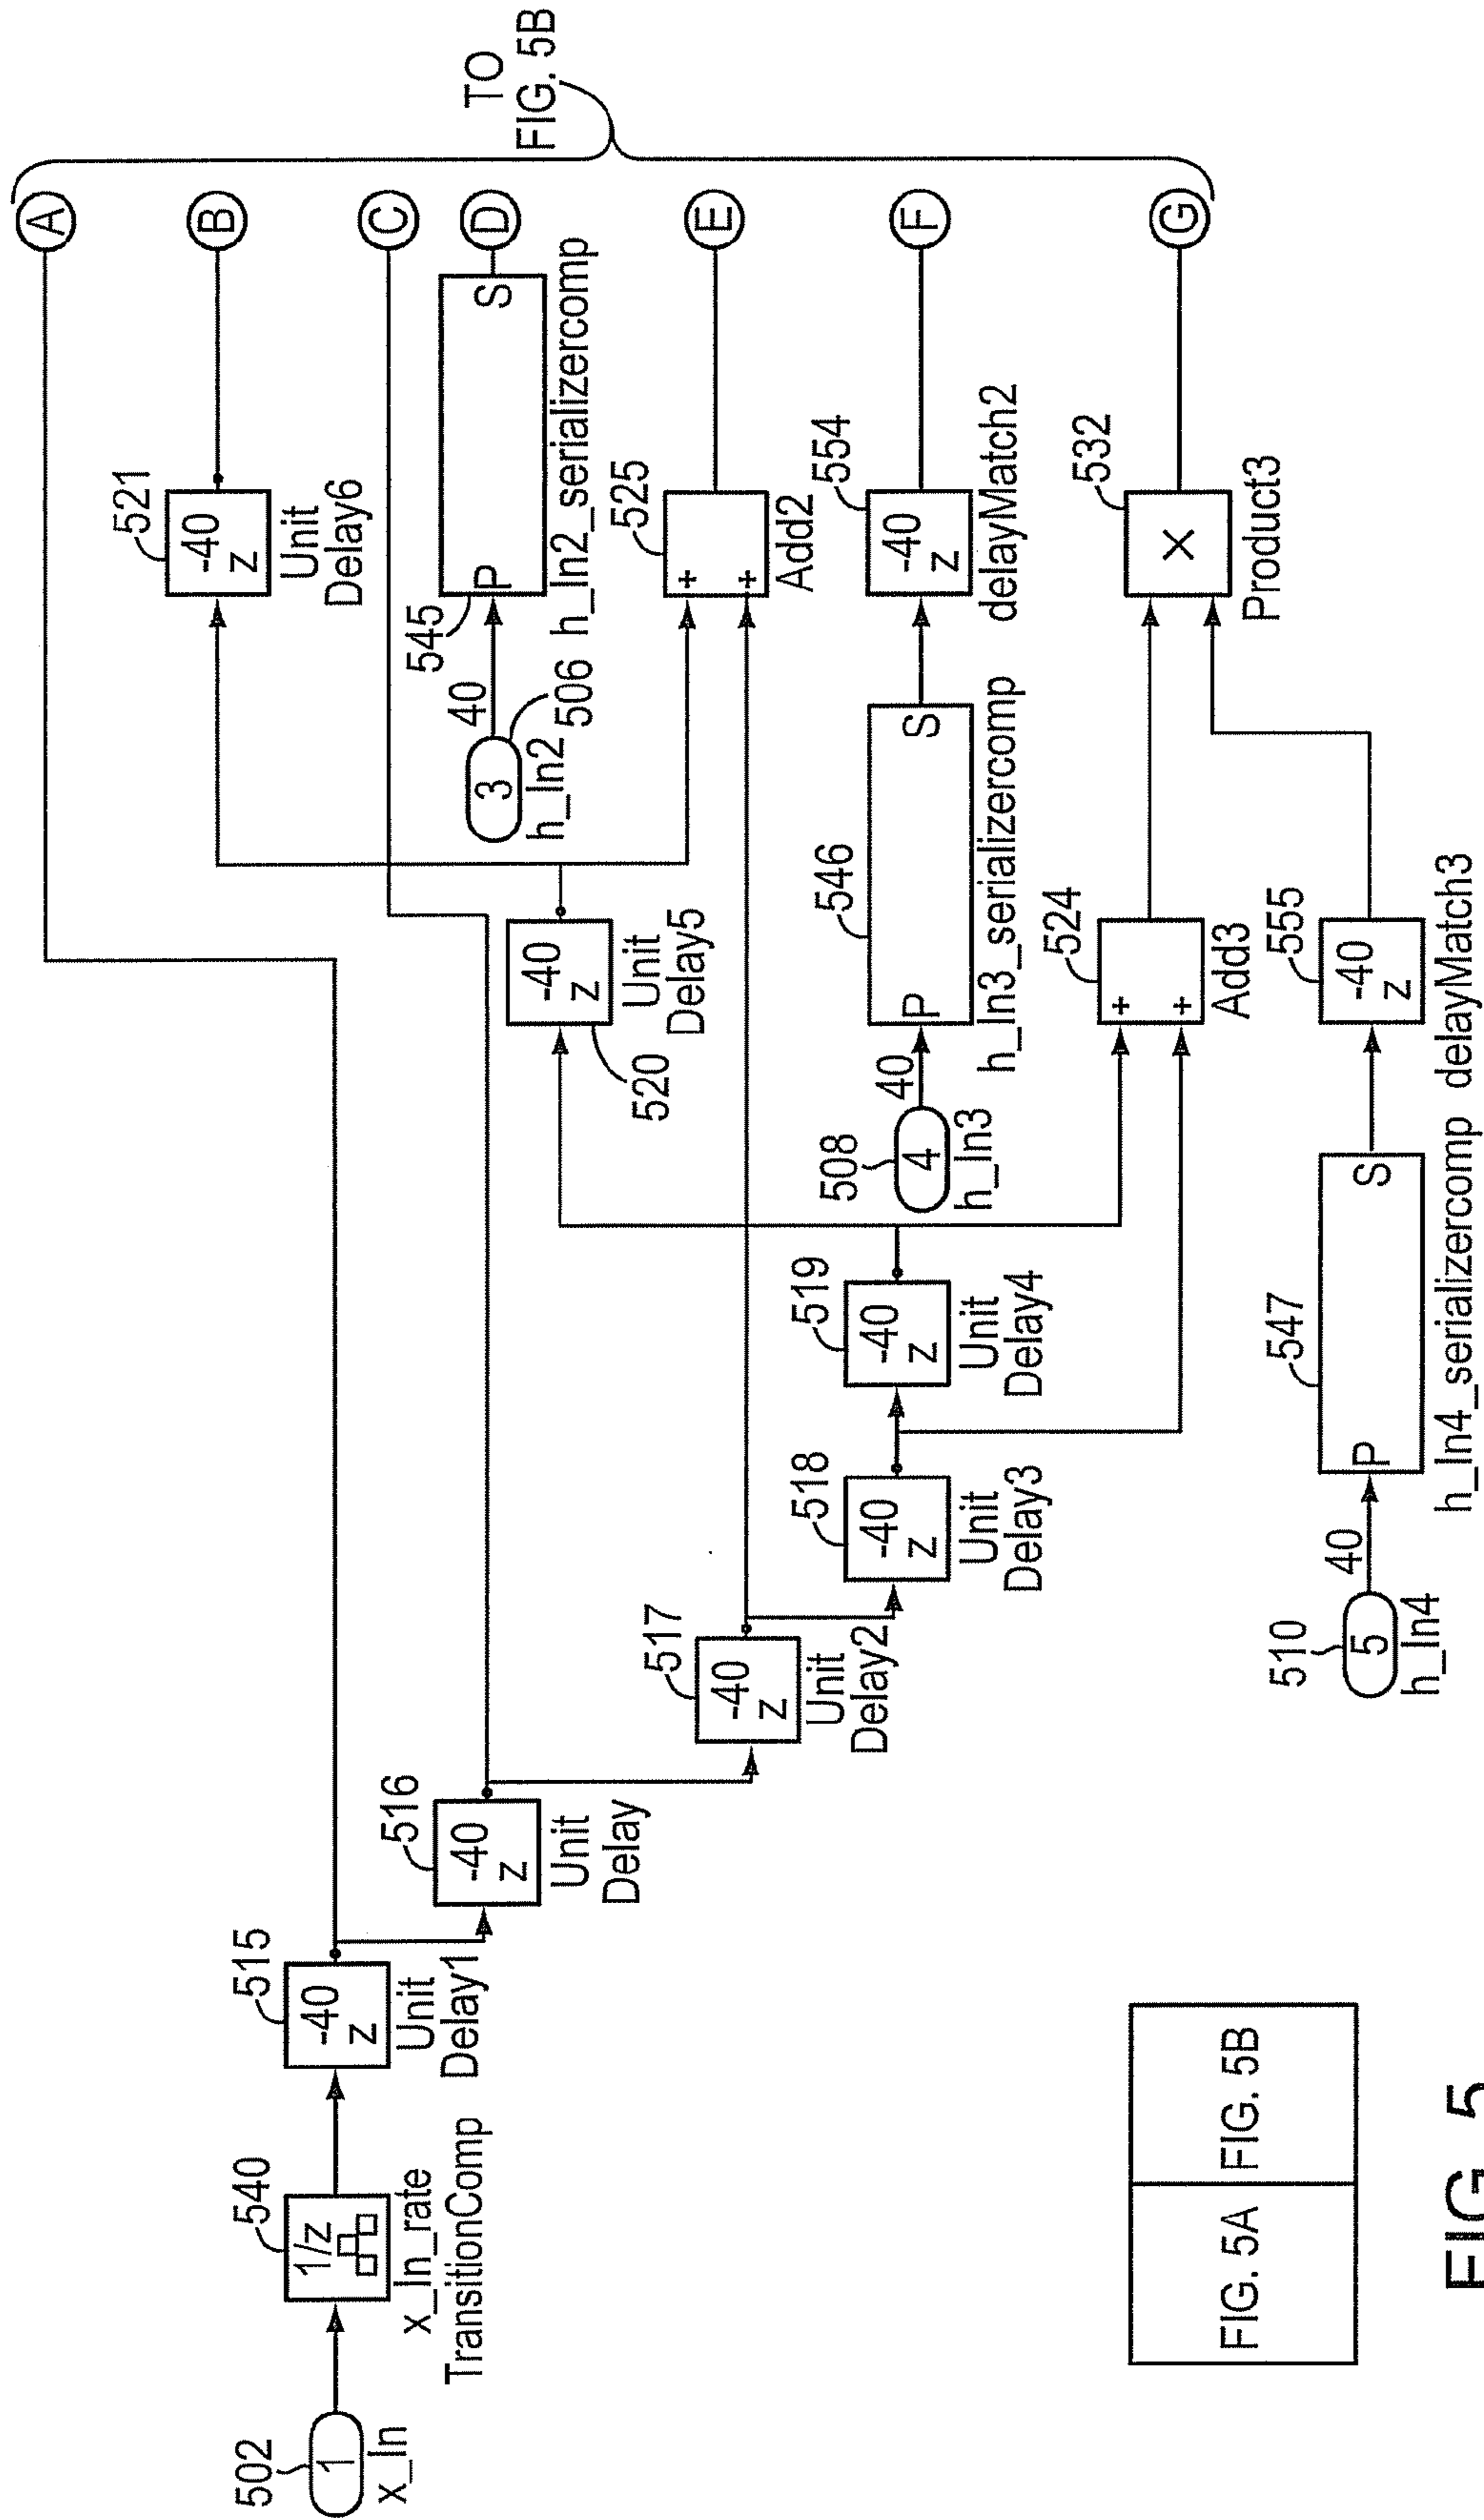 TO
FIG. 5B
A
B
C
D
E
F
G
521
-40
z
Unit
Delay6
545
P
S
h_In2_serializercomp
40
3
506
h_In2
525
+
+
Add2
554
-40
z
delayMatch2
532
×
Product3
520
-40
z
Unit
Delay5
546
P
S
h_In3_serializercomp
40
508
4
h_In3
524
+
+
Add3
555
-40
z
delayMatch3
519
-40
z
Unit
Delay4
518
-40
z
Unit
Delay3
547
P
S
h_In4_serializercomp
40
510
5
h_In4
517
-40
z
Unit
Delay2
516
-40
z
Unit
Delay
515
-40
z
Unit
Delay1
540
1/z
x_In_rate
TransitionComp
502
1
x_In
FIG. 5A
FIG. 5B